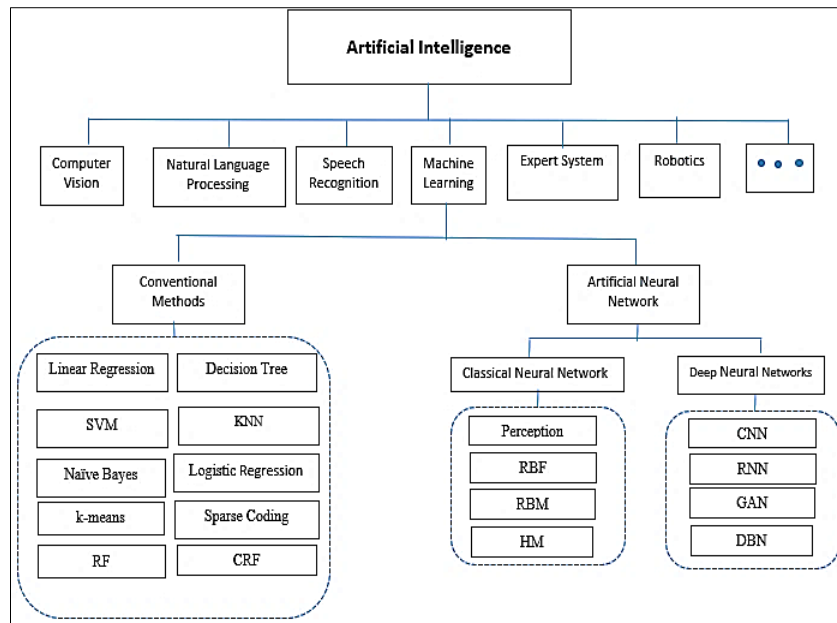 Artificial Intelligence
Computer
Vision
Natural Language
Processing
Speech
Recognition
Machine
Learning
Expert System
Robotics
Conventional
Methods
Artificial Neural
Network
Linear Regression
Decision Tree
SVM
KNN
Naïve Bayes
Logistic Regression
k-means
Sparse Coding
RF
CRF
Classical Neural Network
Perception
RBF
RBM
HM
Deep Neural Networks
CNN
RNN
GAN
DBN